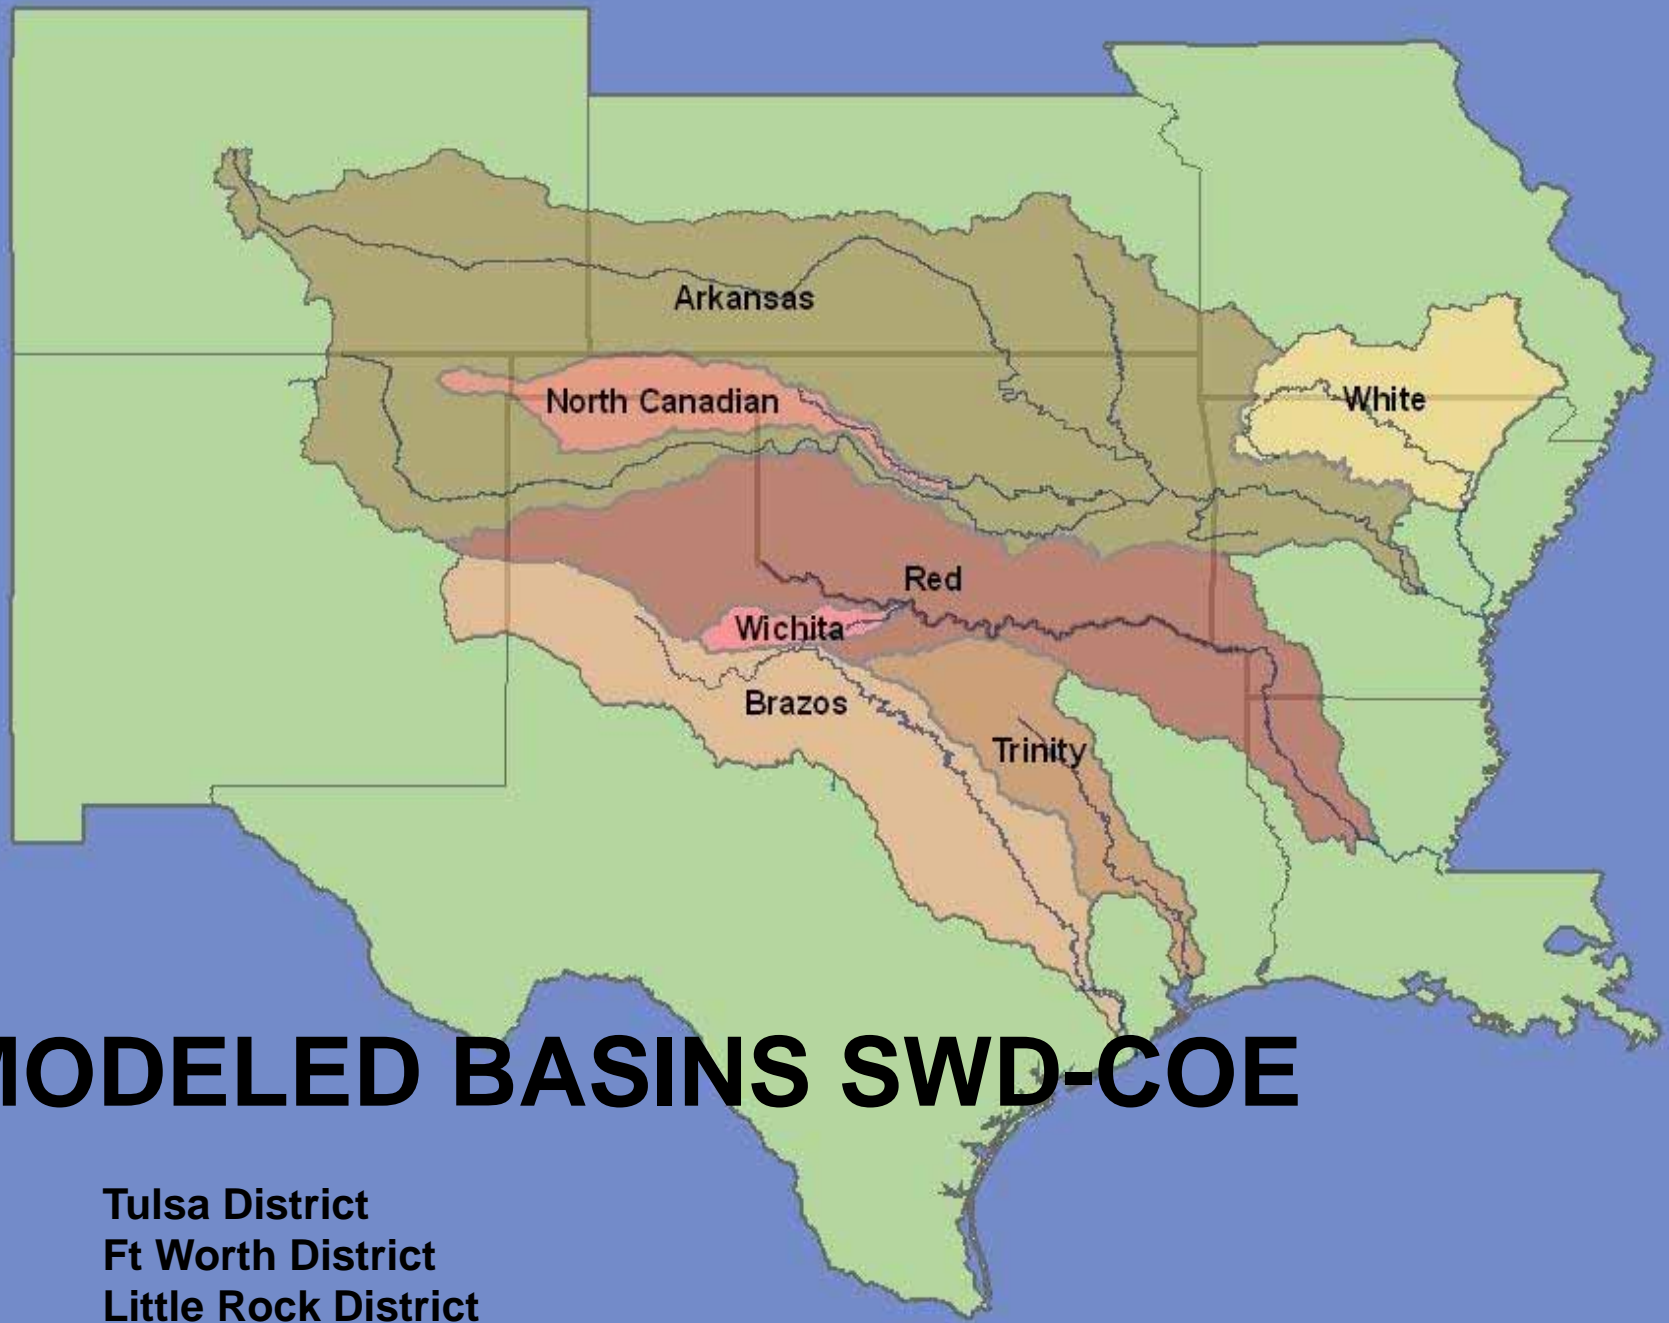 Arkansas
North Canadian
White
Red
Wichita
Brazos
Trinity
MODELED BASINS SWD-COE
Tulsa District
Ft Worth District
Little Rock District